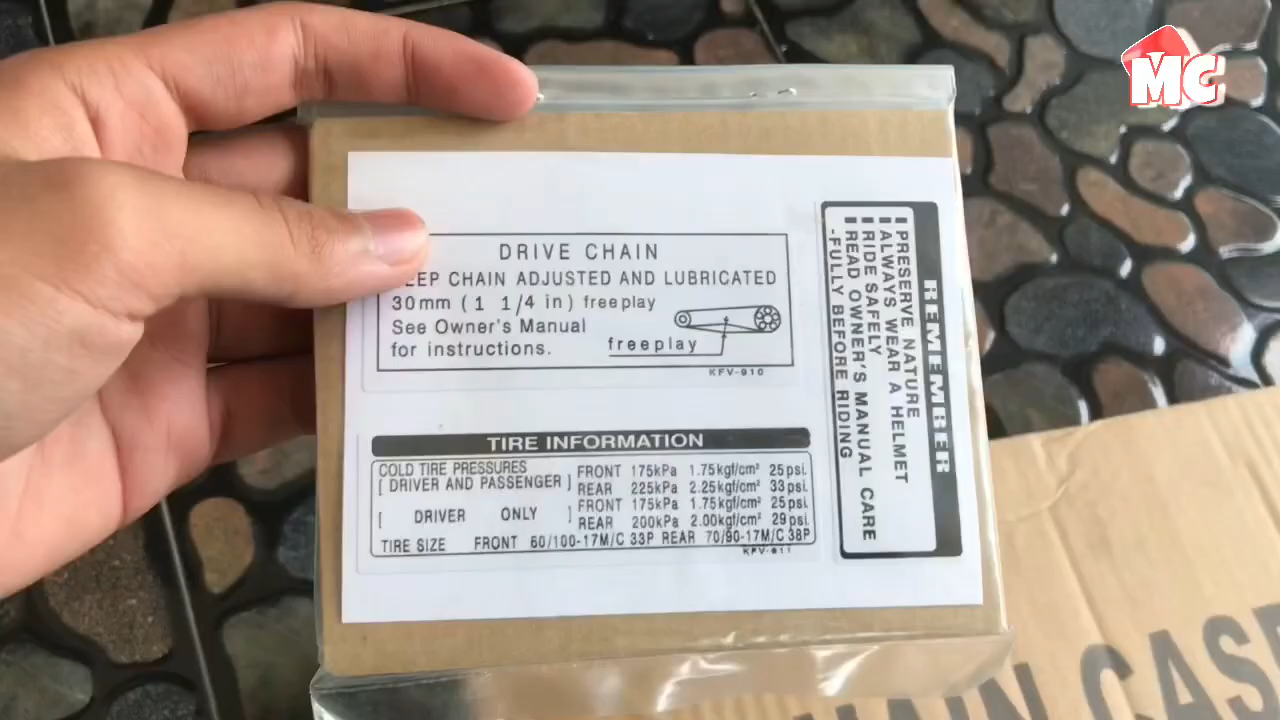 MC
DRIVE CHAIN
EEP CHAIN ADJUSTED AND LUBRICATED
30mm (1 1/4 in) freeplay
See Owner's Manual
for instructions.
freeplay
KFV-910
REMEMBER
PRESERVE NATURE
ALWAYS WEAR A HELMET
RIDE SAFELY
READ OWNER'S MANUAL CARE
-FULLY BEFORE RIDING
TIRE INFORMATION
COLD TIRE PRESSURES
[ DRIVER AND PASSENGER ] FRONT 175kPa 1.75kgf/cm² 25psi.
REAR 225kPa 2.25kgf/cm² 33psi.
[ DRIVER ONLY ] FRONT 175kPa 1.75kgf/cm² 25psi.
REAR 200kPa 2.00kgf/cm² 29psi.
TIRE SIZE FRONT 60/100-17M/C 33P REAR 70/90-17M/C 38P
KFV-911
HAIN CASE